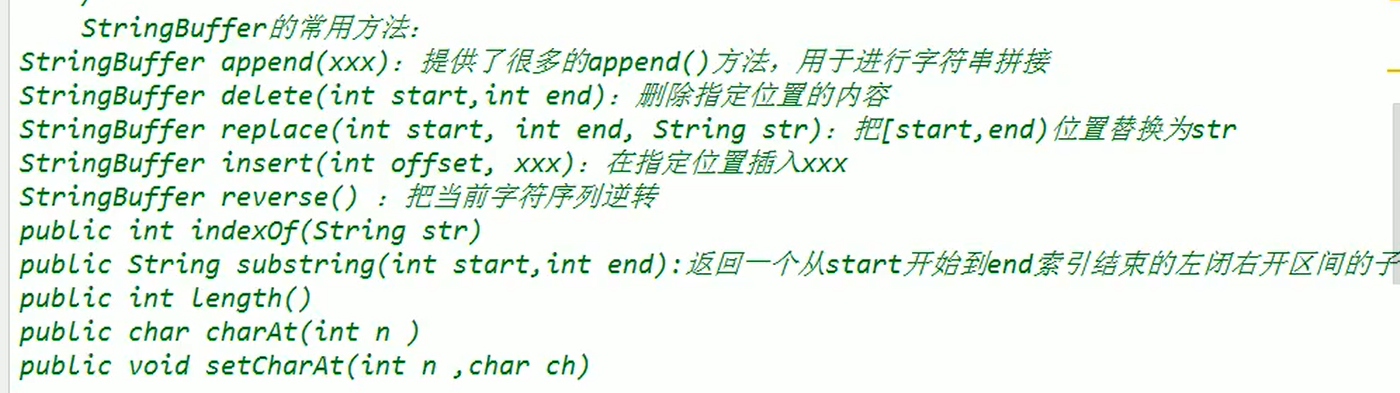 StringBuffer的常用方法：
StringBuffer append(xxx)：提供了很多的append()方法，用于进行字符串拼接
StringBuffer delete(int start,int end)：删除指定位置的内容
StringBuffer replace(int start, int end, String str)：把[start,end)位置替换为str
StringBuffer insert(int offset, xxx)：在指定位置插入xxx
StringBuffer reverse() ：把当前字符序列逆转
public int indexOf(String str)
public String substring(int start,int end):返回一个从start开始到end索引结束的左闭右开区间的子
public int length()
public char charAt(int n )
public void setCharAt(int n ,char ch)